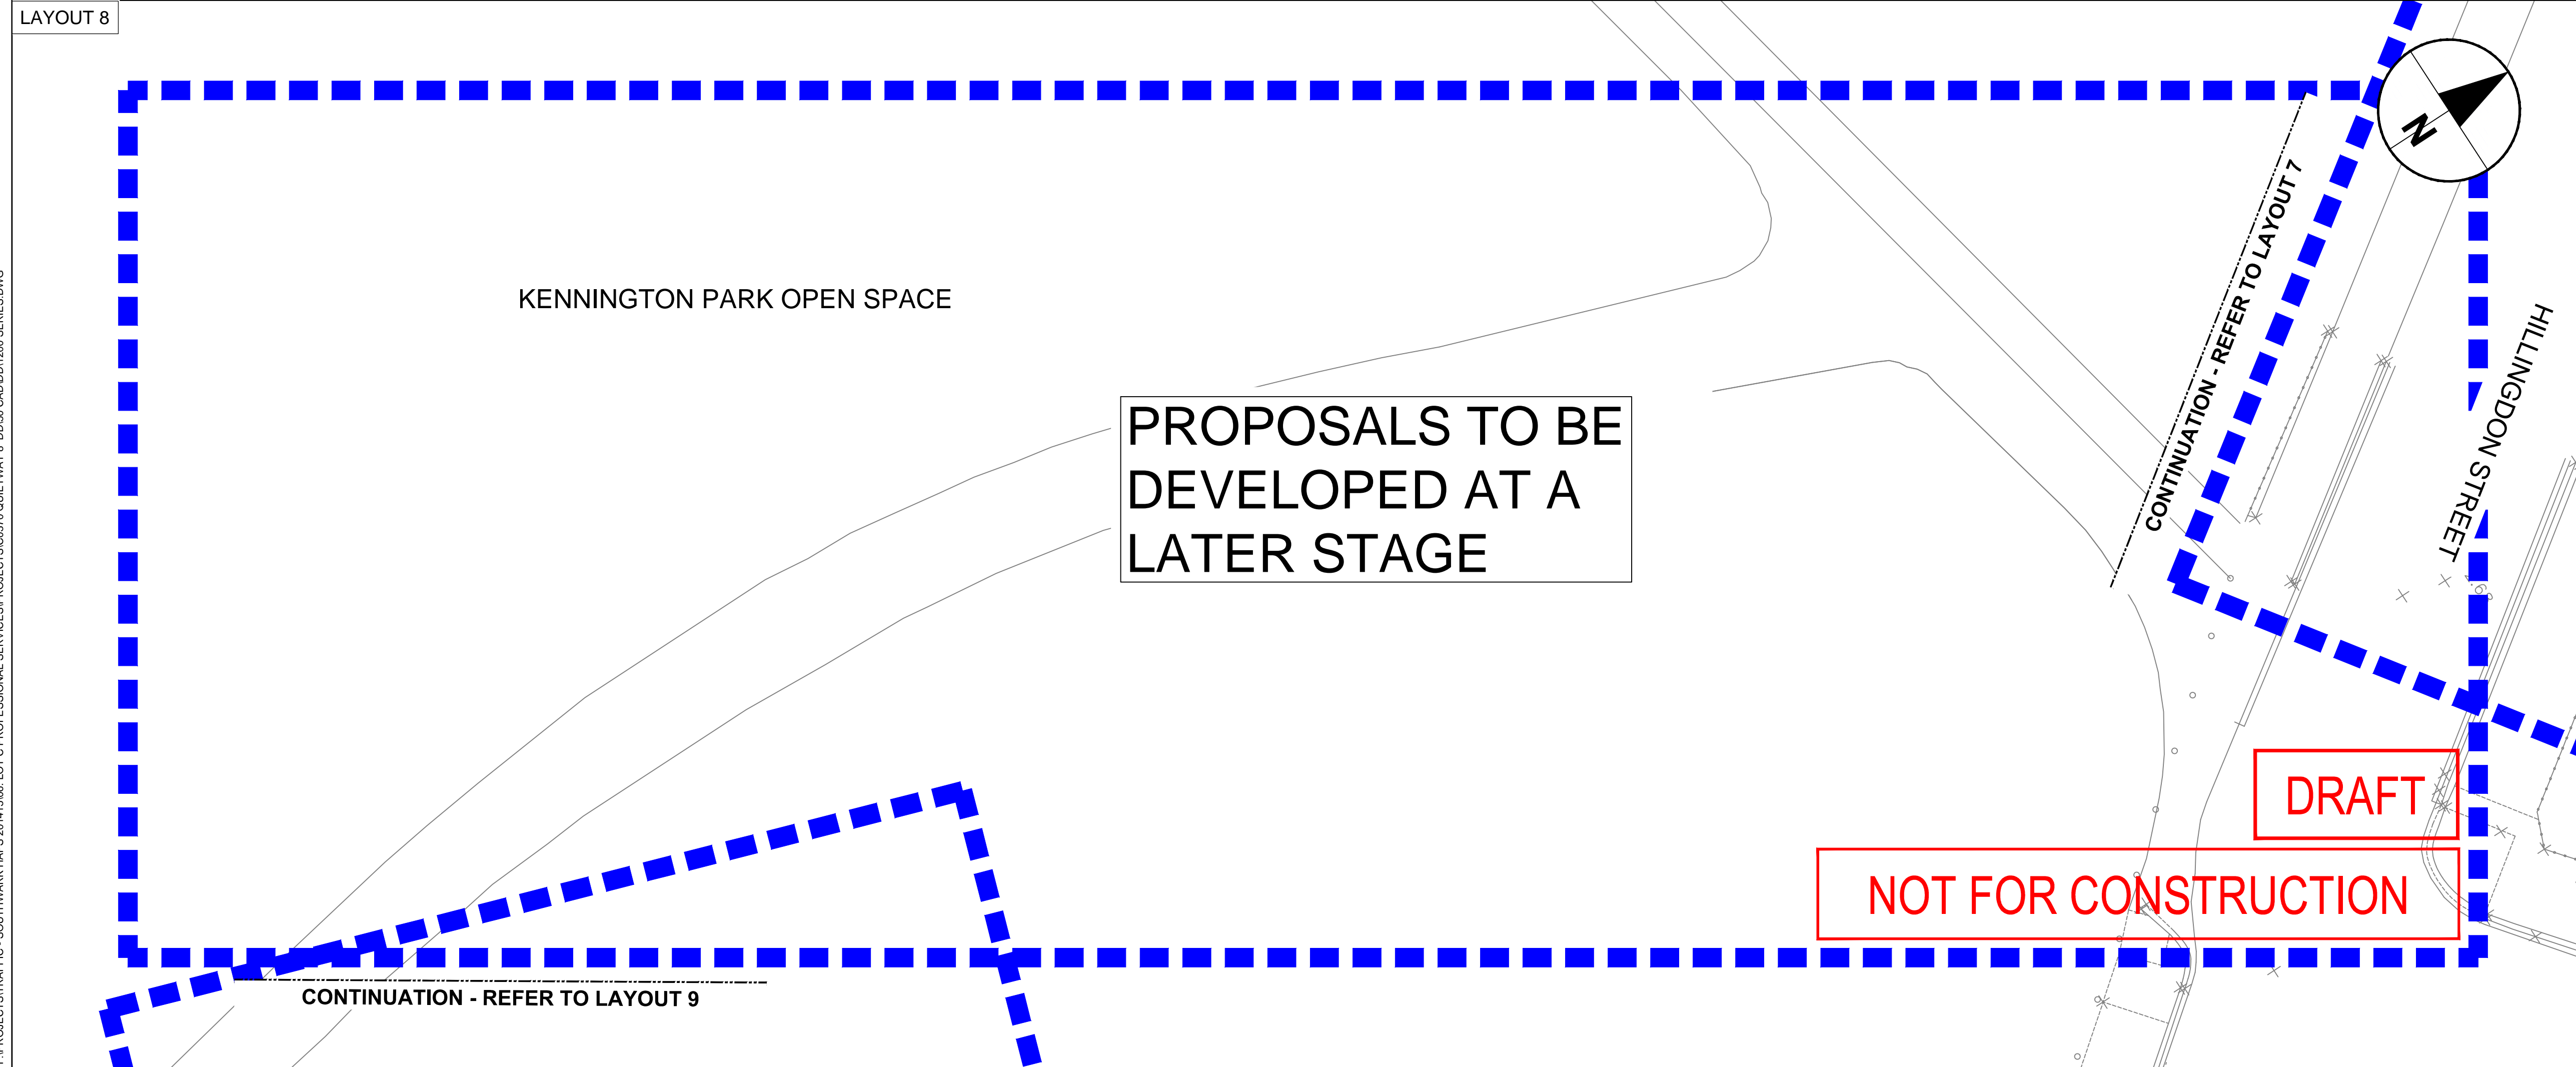 LAYOUT 8
N
CONTINUATION - REFER TO LAYOUT 7
HILLINGDON STREET
KENNINGTON PARK OPEN SPACE
PROPOSALS TO BE
DEVELOPED AT A
LATER STAGE
DRAFT
NOT FOR CONSTRUCTION
CONTINUATION - REFER TO LAYOUT 9